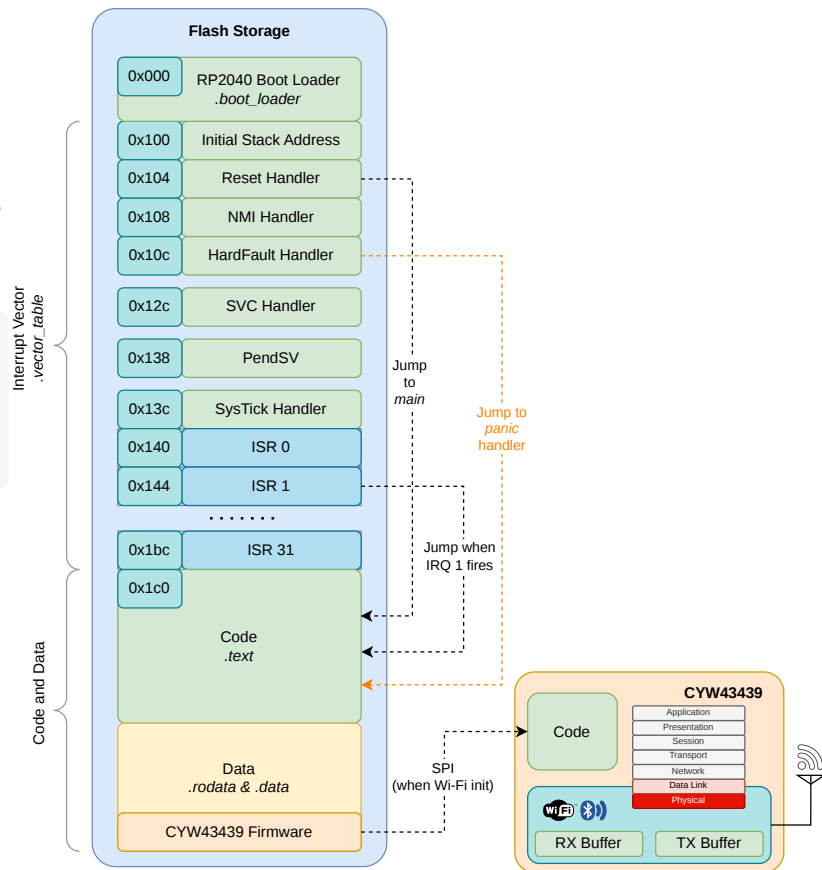 Flash Storage
0x000
RP2040 Boot Loader
.boot_loader
0x100
Initial Stack Address
0x104
Reset Handler
0x108
NMI Handler
0x10c
HardFault Handler
0x12c
SVC Handler
0x138
PendSV
0x13c
SysTick Handler
0x140
ISR 0
0x144
ISR 1
.......
0x1bc
ISR 31
0x1c0
Code
.text
Data
.rodata & .data
CYW43439 Firmware
Interrupt Vector
.vector_table
Code and Data
Jump
to
main
Jump to
panic
handler
Jump when
IRQ 1 fires
SPI
(when Wi-Fi init)
CYW43439
Code
Application
Presentation
Session
Transport
Network
Data Link
Physical
WiFi
RX Buffer
TX Buffer